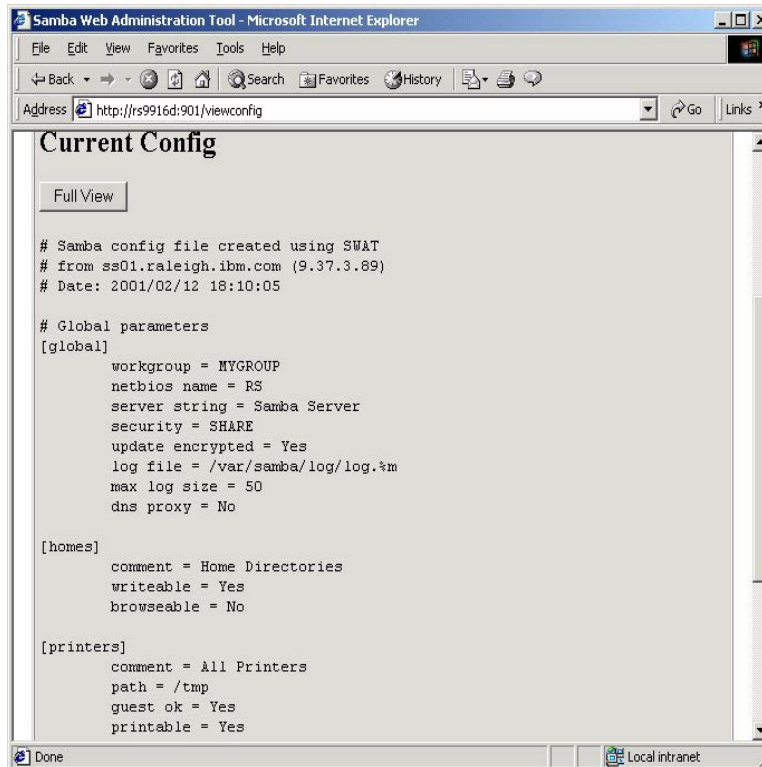 Samba Web Administration Tool - Microsoft Internet Explorer
File Edit View Favorites Tools Help
Back Search Favorites History
Address http://rs9916d:901/viewconfig Go Links
Current Config
Full View
# Samba config file created using SWAT
# from ss01.raleigh.ibm.com (9.37.3.89)
# Date: 2001/02/12 18:10:05
# Global parameters
[global]
workgroup = MYGROUP
netbios name = RS
server string = Samba Server
security = SHARE
update encrypted = Yes
log file = /var/samba/log/log.%m
max log size = 50
dns proxy = No
[homes]
comment = Home Directories
writeable = Yes
browseable = No
[printers]
comment = All Printers
path = /tmp
guest ok = Yes
printable = Yes
Done Local intranet